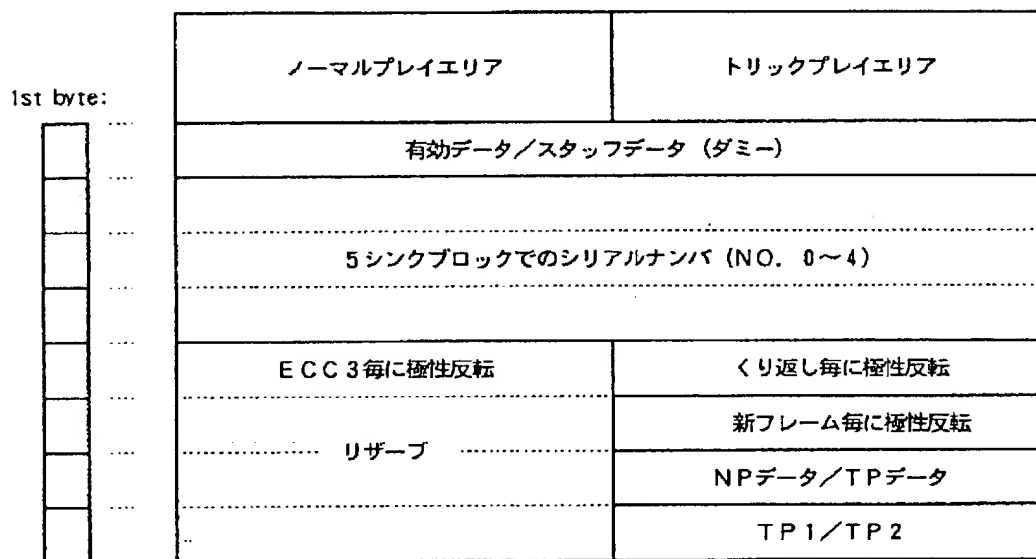 ノーマルプレイエリア
トリックプレイエリア
1st byte:
有効データ／スタッフデータ (ダミー)
5シンクブロックでのシリアルナンバ (NO. 0～4)
ECC3毎に極性反転
くり返し毎に極性反転
新フレーム毎に極性反転
リザーブ
NPデータ／TPデータ
TP1／TP2